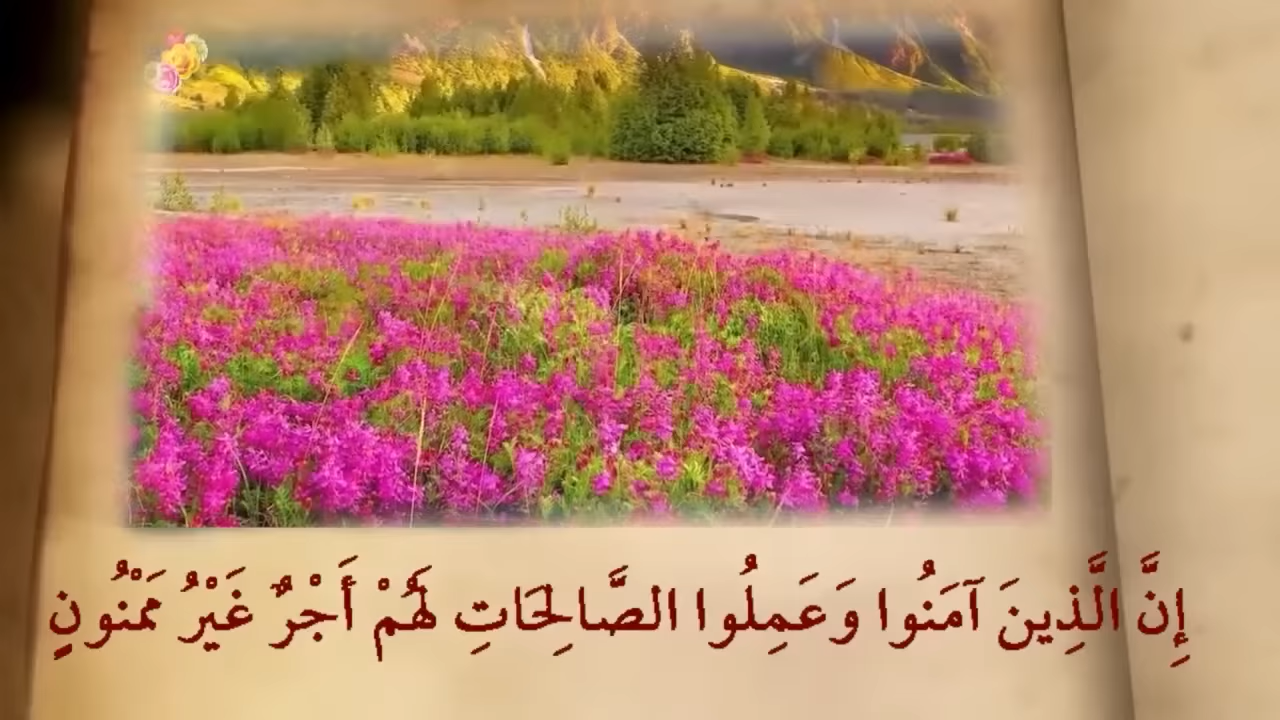 إِنَّ الَّذِينَ آمَنُوا وَعَمِلُوا الصَّالِحَاتِ لَهُمْ أَجْرٌ غَيْرُ مَمْنُونٍ